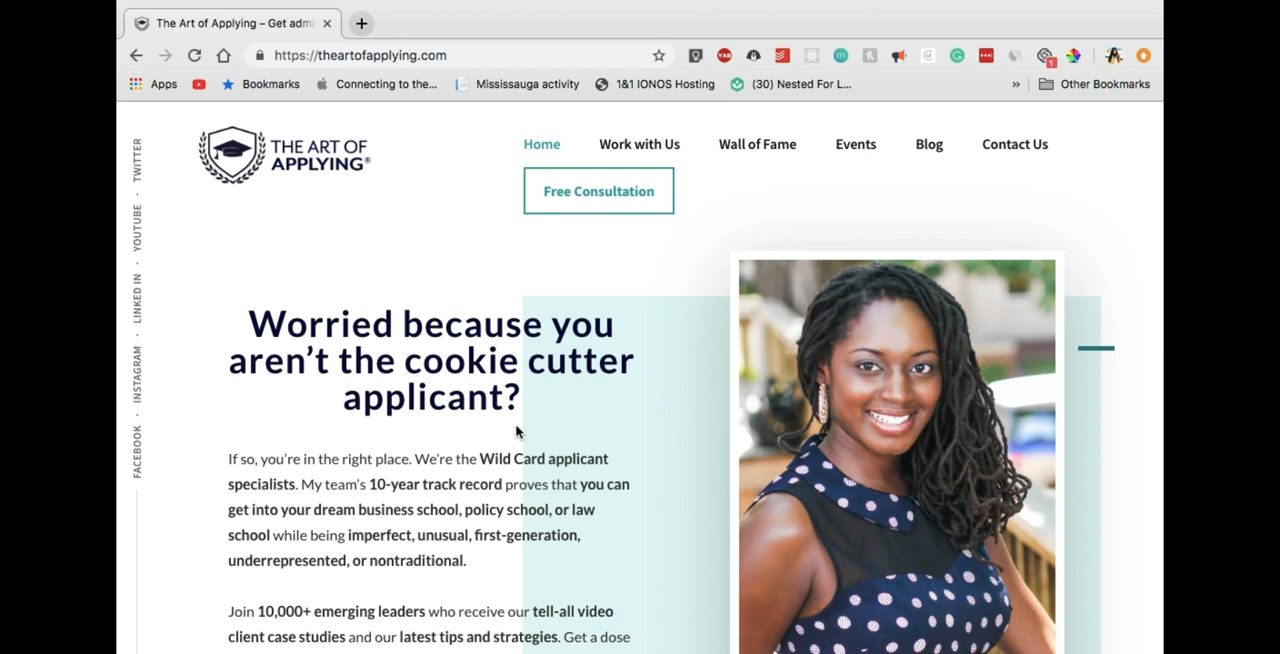 The Art of Applying – Get adm
https://theartofapplying.com
Apps
Bookmarks
Connecting to the...
Mississauga activity
1&1 IONOS Hosting
(30) Nested For L...
»
Other Bookmarks
THE ART OF
APPLYING®
Home
Work with Us
Wall of Fame
Events
Blog
Contact Us
Free Consultation
FACEBOOK · INSTAGRAM · LINKED IN · YOUTUBE · TWITTER
Worried because you
aren’t the cookie cutter
applicant?
If so, you’re in the right place. We’re the Wild Card applicant
specialists. My team’s 10-year track record proves that you can
get into your dream business school, policy school, or law
school while being imperfect, unusual, first-generation,
underrepresented, or nontraditional.
Join 10,000+ emerging leaders who receive our tell-all video
client case studies and our latest tips and strategies. Get a dose